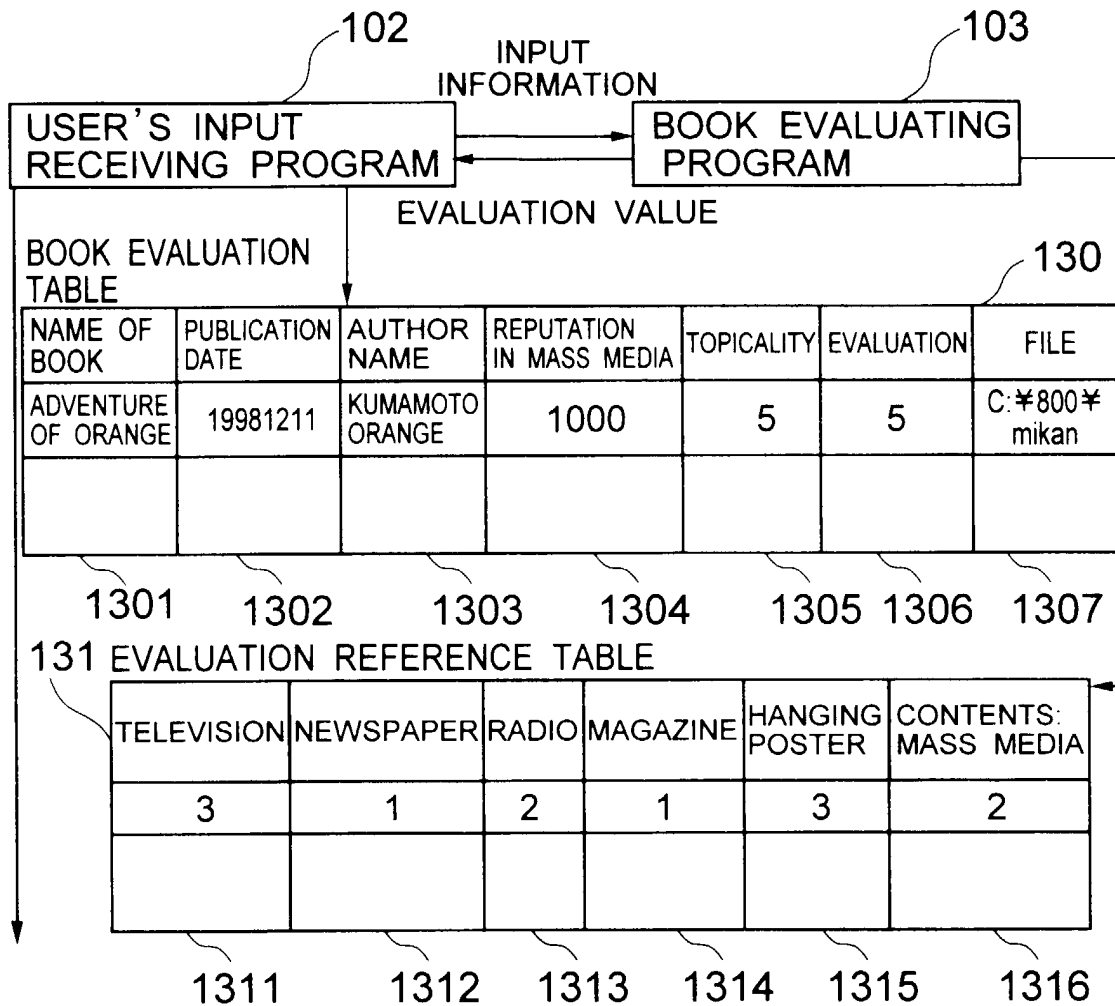 102
103
INPUT
INFORMATION
USER'S INPUT
RECEIVING PROGRAM
BOOK EVALUATING
PROGRAM
EVALUATION VALUE
BOOK EVALUATION
TABLE
130
NAME OF
BOOK
PUBLICATION
DATE
AUTHOR
NAME
REPUTATION
IN MASS MEDIA
TOPICALITY
EVALUATION
FILE
ADVENTURE
OF ORANGE
19981211
KUMAMOTO
ORANGE
1000
5
5
C:¥800¥
mikan
1301
1302
1303
1304
1305
1306
1307
131
EVALUATION REFERENCE TABLE
TELEVISION
NEWSPAPER
RADIO
MAGAZINE
HANGING
POSTER
CONTENTS:
MASS MEDIA
3
1
2
1
3
2
1311
1312
1313
1314
1315
1316